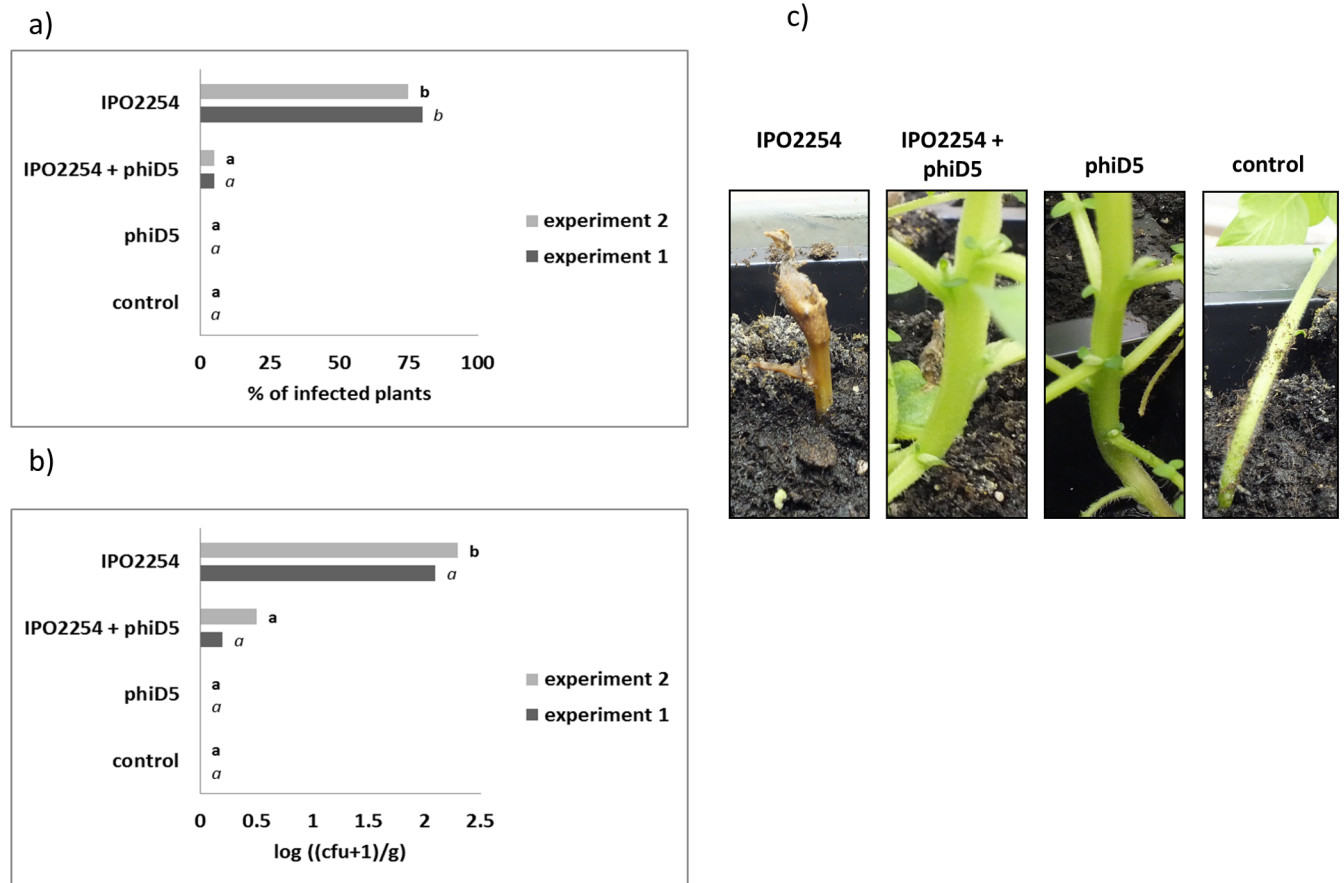 a)
IPO2254
b
b
IPO2254 + phiD5
a
a
phiD5
a
a
control
a
a
experiment 2
experiment 1
0 25 50 75 100
% of infected plants
b)
IPO2254
b
a
IPO2254 + phiD5
a
a
phiD5
a
a
control
a
a
experiment 2
experiment 1
0 0.5 1 1.5 2 2.5
log ((cfu+1)/g)
c)
IPO2254
IPO2254 +
phiD5
phiD5
control